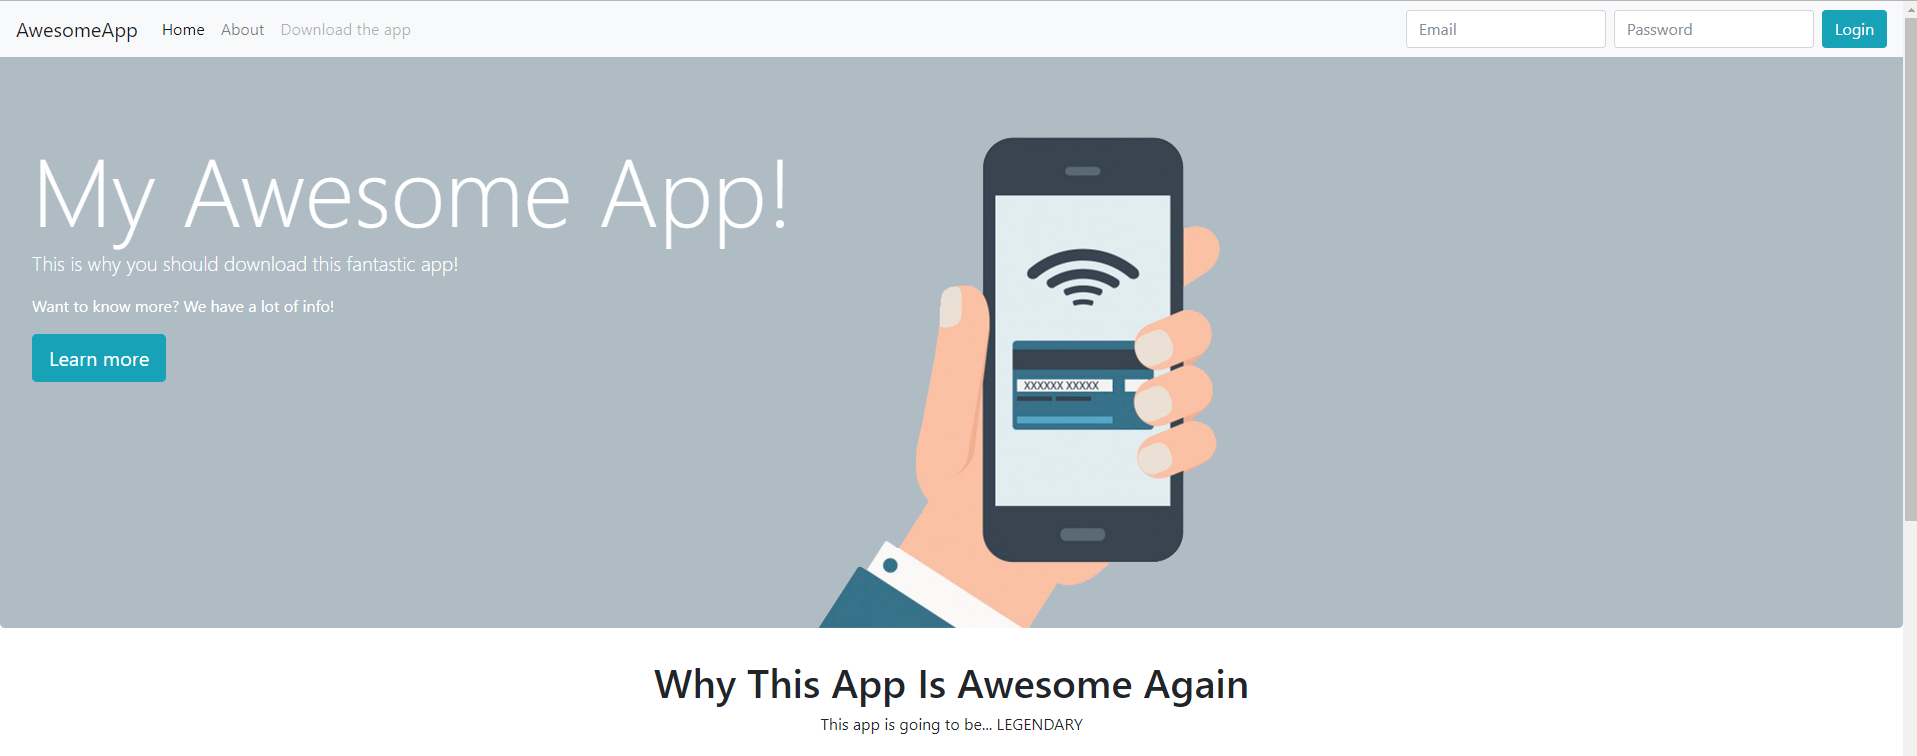 AwesomeApp Home About Download the app Email Password Login
My Awesome App!
This is why you should download this fantastic app!
Want to know more? We have a lot of info!
Learn more
XXXXXX XXXXX
Why This App Is Awesome Again
This app is going to be... LEGENDARY